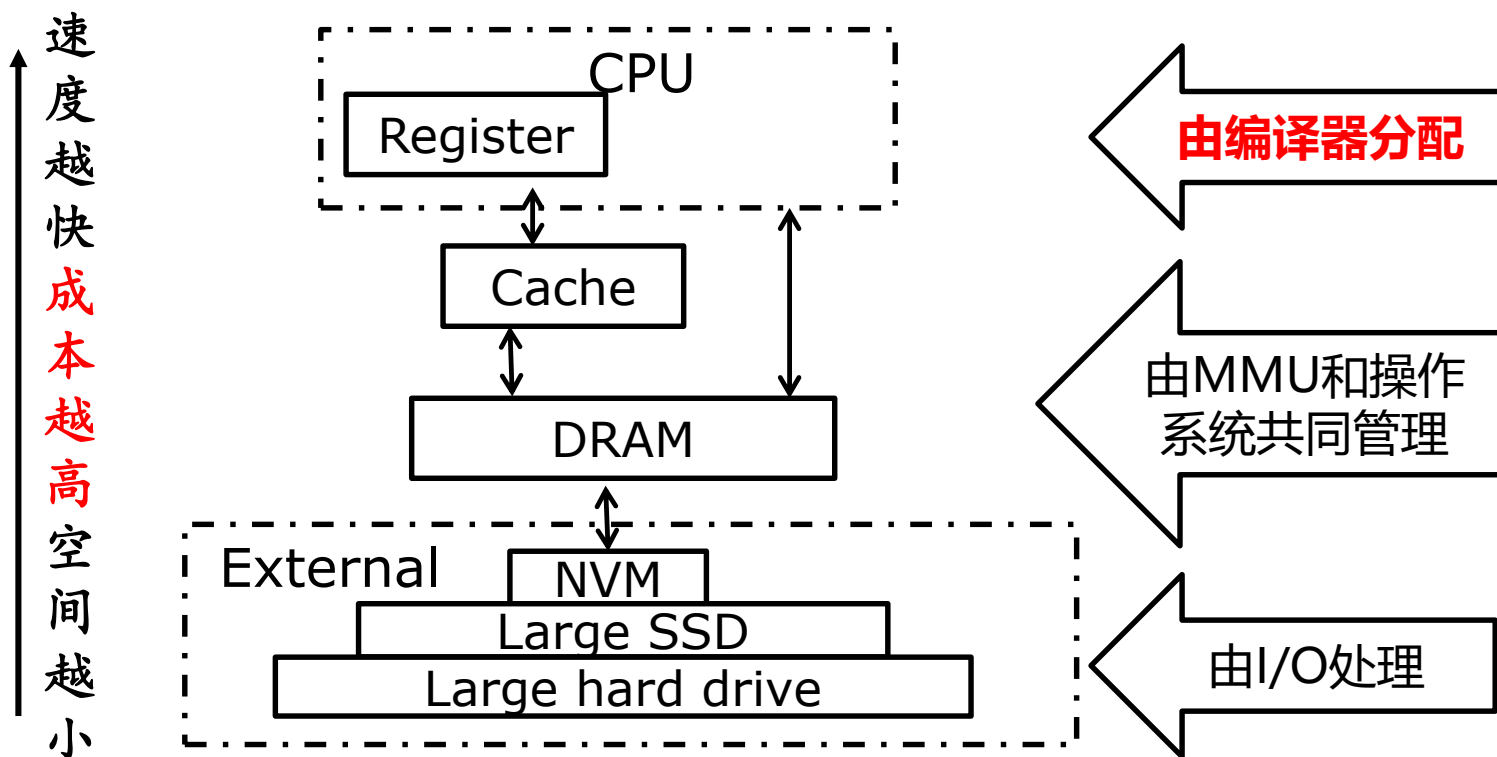 速度越快成本越高空间越小
CPU
Register
由编译器分配
Cache
由MMU和操作
系统共同管理
DRAM
External
NVM
Large SSD
Large hard drive
由I/O处理